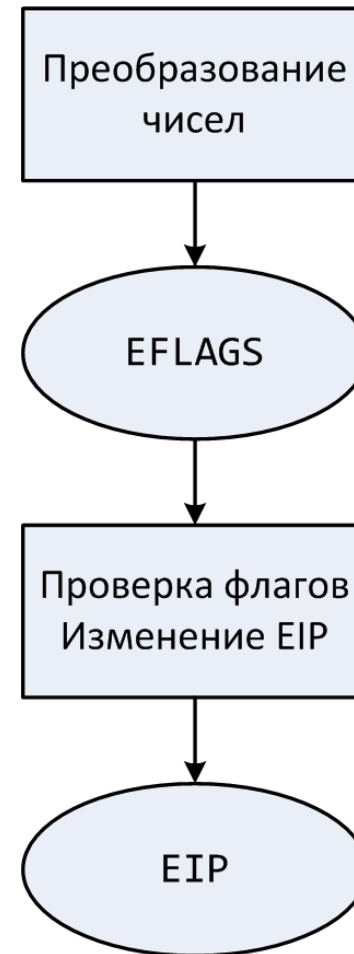 Преобразование
чисел
EFLAGS
Проверка флагов
Изменение EIP
EIP